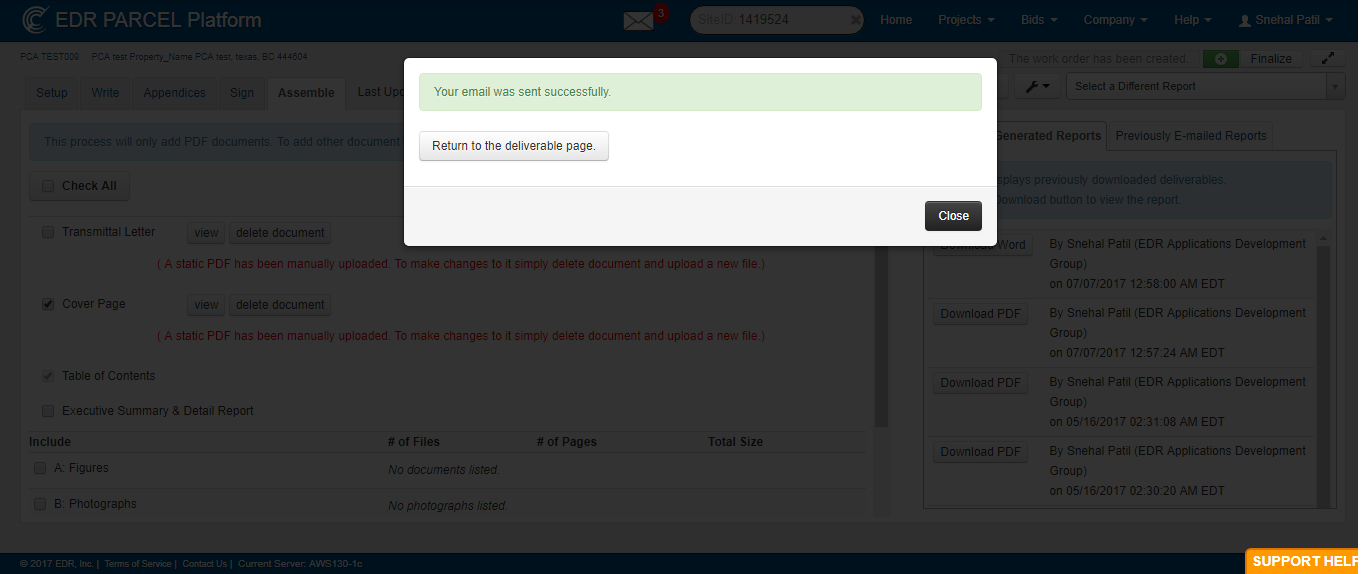 EDR PARCEL Platform
3
SiteID: 1419524
Home
Projects
Bids
Company
Help
Snehal Patil
PCA TEST009 PCA test Property_Name PCA test, texas, BC 444604
The work order has been created.
Finalize
Setup
Write
Appendices
Sign
Assemble
Last Upd
Select a Different Report
Your email was sent successfully.
Return to the deliverable page.
Close
This process will only add PDF documents. To add other document
Check All
Transmittal Letter
view
delete document
( A static PDF has been manually uploaded. To make changes to it simply delete document and upload a new file.)
Cover Page
view
delete document
( A static PDF has been manually uploaded. To make changes to it simply delete document and upload a new file.)
Table of Contents
Executive Summary & Detail Report
Include # of Files # of Pages Total Size
A: Figures No documents listed.
B: Photographs No photographs listed.
Generated Reports
Previously E-mailed Reports
splays previously downloaded deliverables.
Download button to view the report.
Download Word
By Snehal Patil (EDR Applications Development
Group)
on 07/07/2017 12:58:00 AM EDT
Download PDF
By Snehal Patil (EDR Applications Development
Group)
on 07/07/2017 12:57:24 AM EDT
Download PDF
By Snehal Patil (EDR Applications Development
Group)
on 05/16/2017 02:31:08 AM EDT
Download PDF
By Snehal Patil (EDR Applications Development
Group)
on 05/16/2017 02:30:20 AM EDT
© 2017 EDR, Inc. | Terms of Service | Contact Us | Current Server: AWS130-1c
SUPPORT HELP